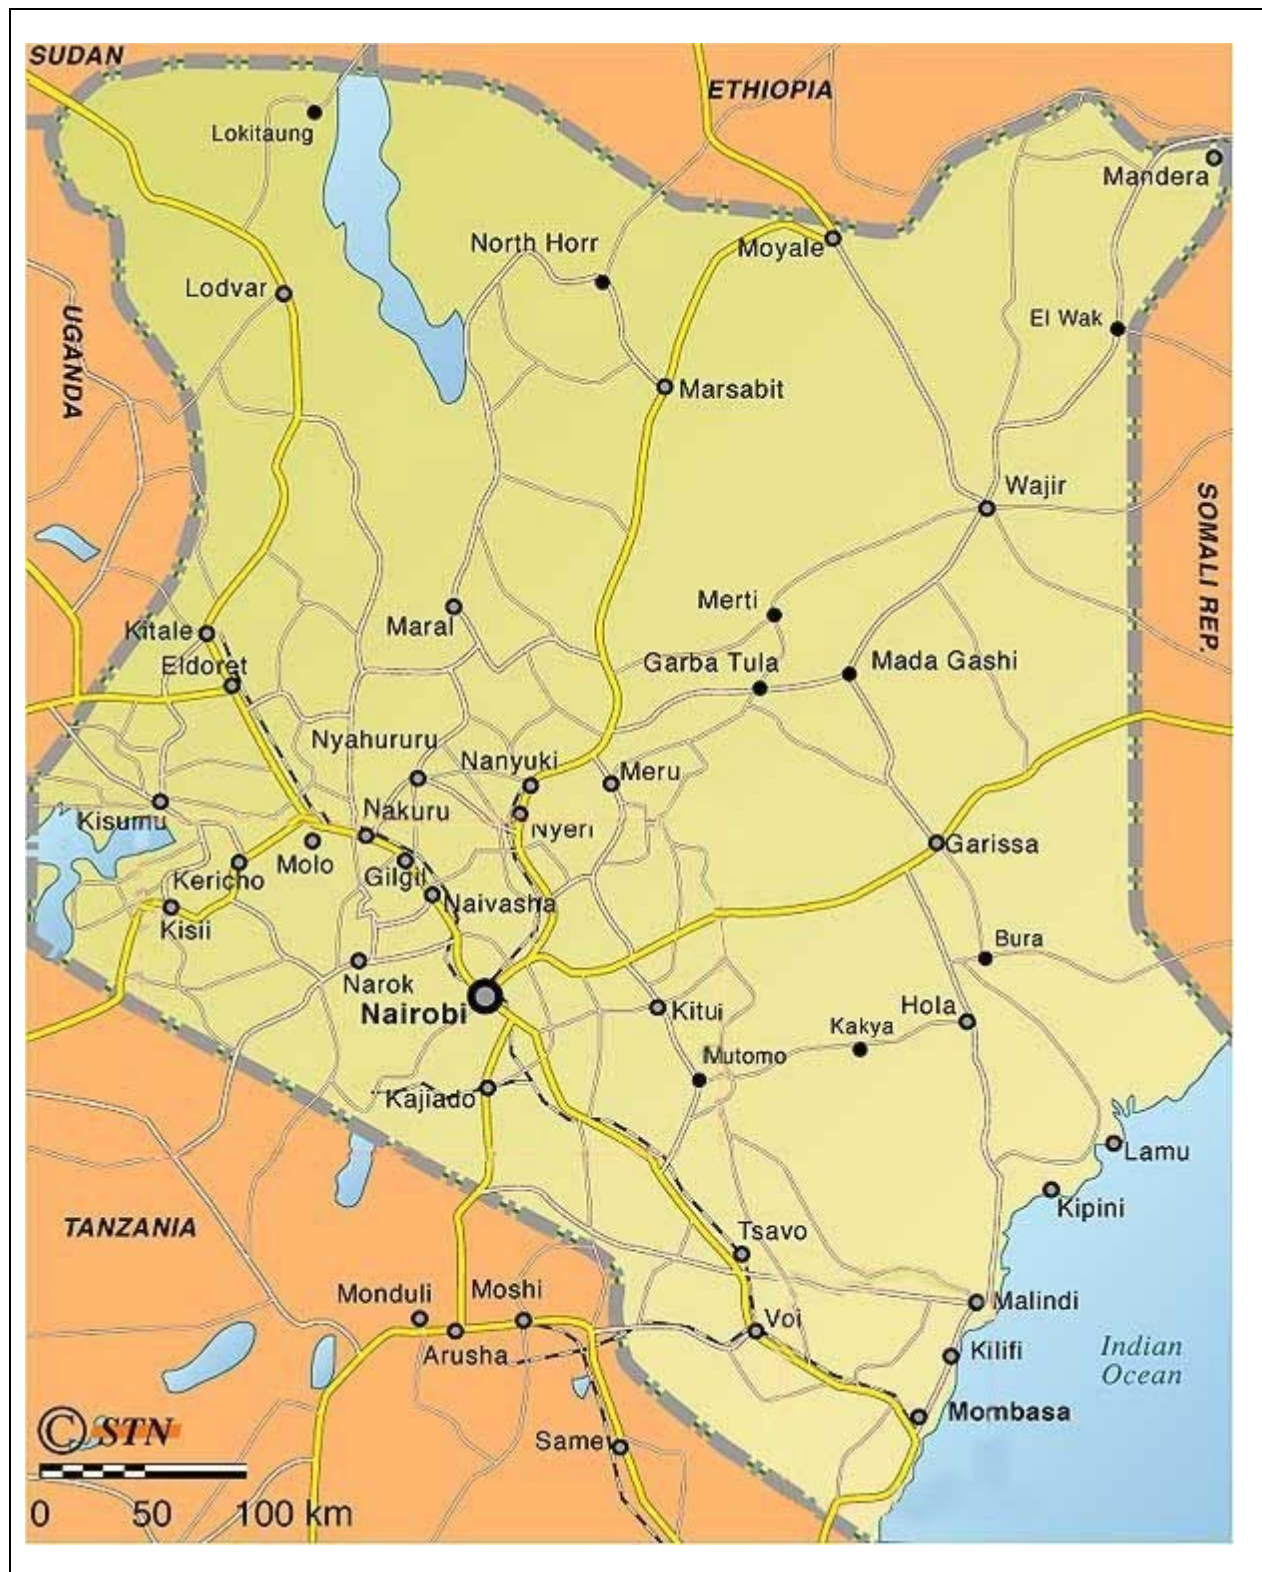 SUDAN
ETHIOPIA
Lokitaung
Mandera
North Horr
Moyale
Lodvar
El Wak
UGANDA
Marsabit
Wajir
SOMALI REP.
Merti
Maral
Kitale
Garba Tula
Mada Gashi
Eldoret
Nyahururu
Nanyuki
Meru
Kisumu
Nakuru
Nyeri
Garissa
Molo
Kericho
Gilgil
Naivasha
Kisii
Bura
Narok
Nairobi
Kitui
Hola
Kakya
Mutomo
Kajiado
Lamu
Kipini
TANZANIA
Tsavo
Monduli
Moshi
Malindi
Voi
Arusha
Kilifi
Indian
Ocean
Mombasa
© STN
Same
0 50 100 km